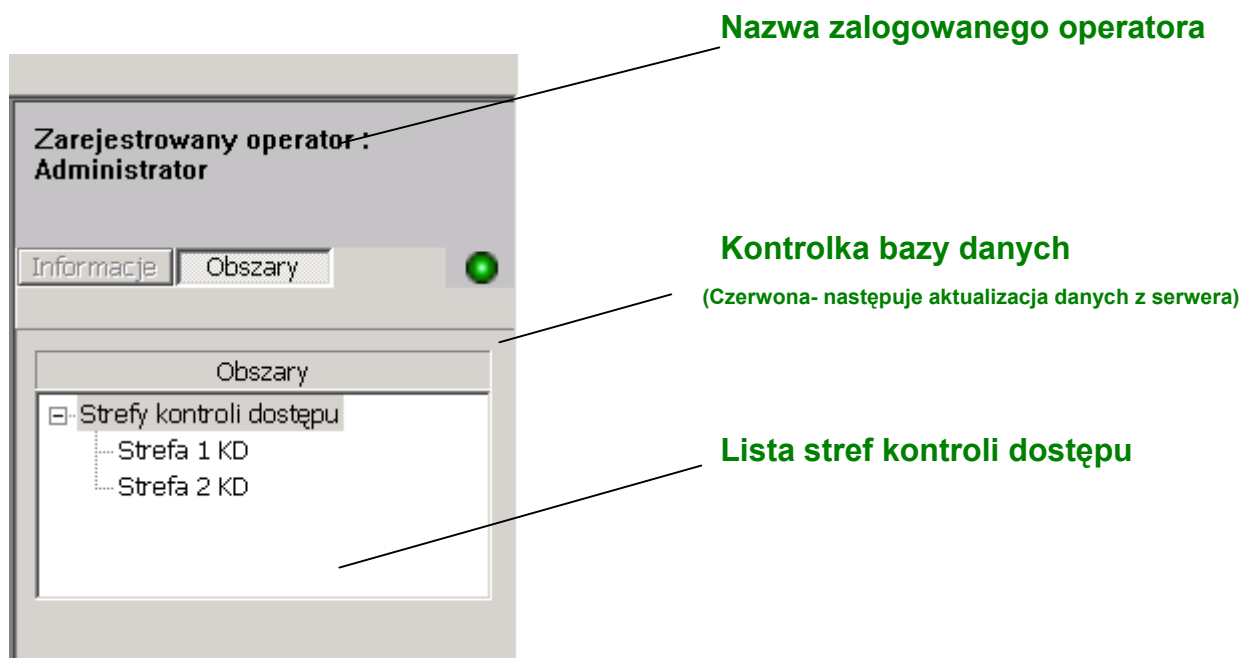 Nazwa zalogowanego operatora
Zarejestrowany operator :
Administrator
Informacje Obszary
Kontrolka bazy danych
(Czerwona- następuje aktualizacja danych z serwera)
Obszary
Strefy kontroli dostępu
Strefa 1 KD
Strefa 2 KD
Lista stref kontroli dostępu